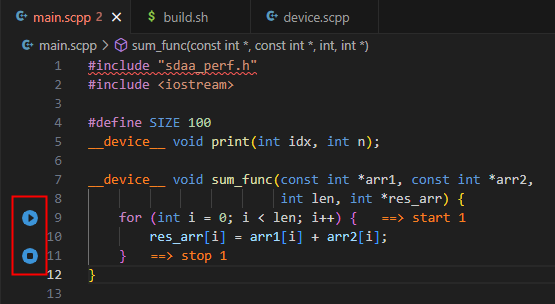 main.scpp 2 build.sh device.scpp
main.scpp > sum_func(const int *, const int *, int, int *)
1 #include "sdaa_perf.h"
2 #include <iostream>
3
4 #define SIZE 100
5 __device__ void print(int idx, int n);
6
7 __device__ void sum_func(const int *arr1, const int *arr2,
8 int len, int *res_arr) {
9 for (int i = 0; i < len; i++) { ==> start 1
10 res_arr[i] = arr1[i] + arr2[i];
11 } ==> stop 1
12 }
13